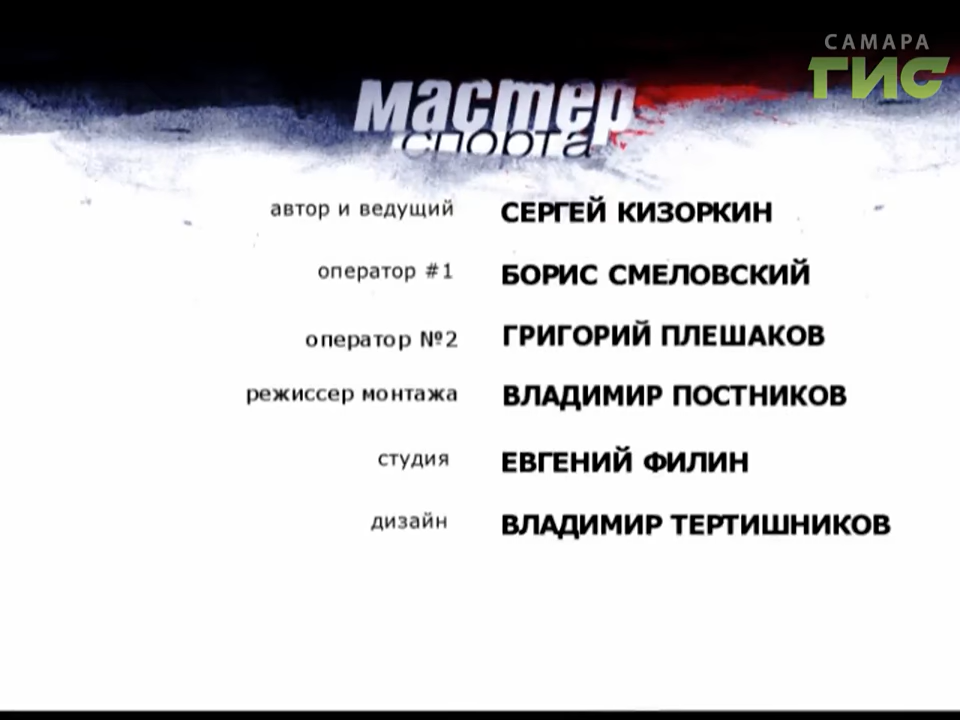 САМАРА
ГИС
мастер
спорта
автор и ведущий СЕРГЕЙ КИЗОРКИН
оператор #1 БОРИС СМЕЛОВСКИЙ
оператор №2 ГРИГОРИЙ ПЛЕШАКОВ
режиссер монтажа ВЛАДИМИР ПОСТНИКОВ
студия ЕВГЕНИЙ ФИЛИН
дизайн ВЛАДИМИР ТЕРТИШНИКОВ